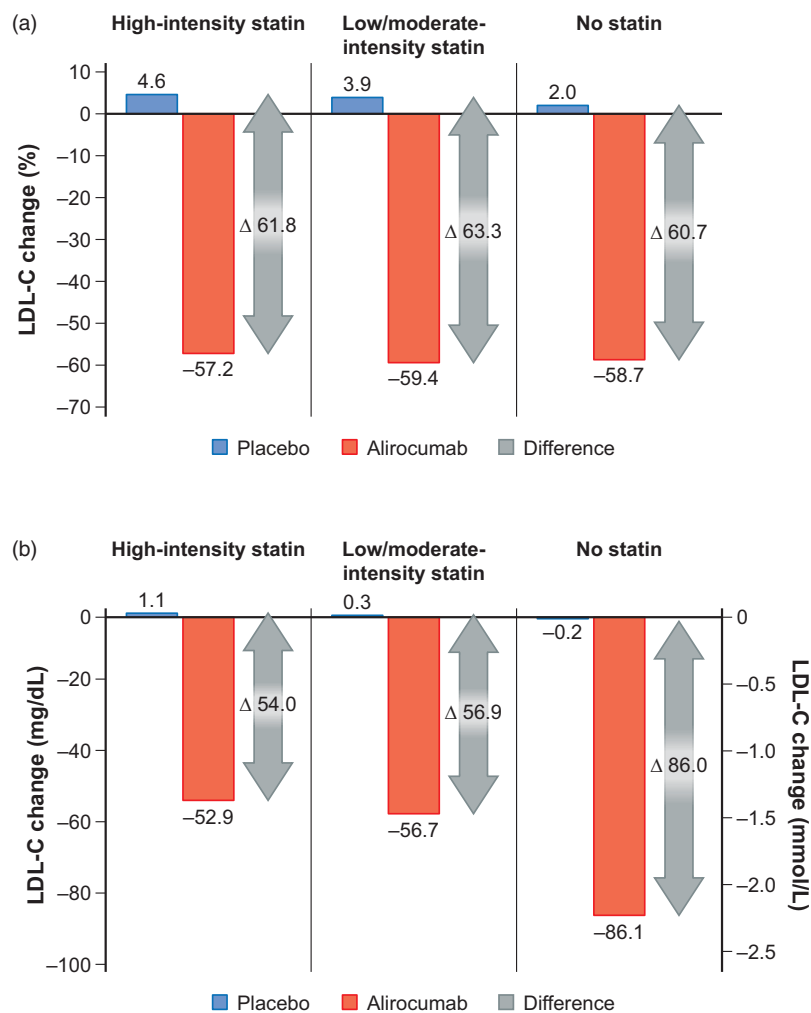 (a)
High-intensity statin
Low/moderate-
intensity statin
No statin
LDL-C change (%)
10
0
–10
–20
–30
–40
–50
–60
–70
4.6
3.9
2.0
Δ 61.8
Δ 63.3
Δ 60.7
–57.2
–59.4
–58.7
Placebo
Alirocumab
Difference
(b)
High-intensity statin
Low/moderate-
intensity statin
No statin
LDL-C change (mg/dL)
0
–20
–40
–60
–80
–100
1.1
0.3
–0.2
Δ 54.0
Δ 56.9
Δ 86.0
–52.9
–56.7
–86.1
0
–0.5
–1.0
–1.5
–2.0
–2.5
LDL-C change (mmol/L)
Placebo
Alirocumab
Difference